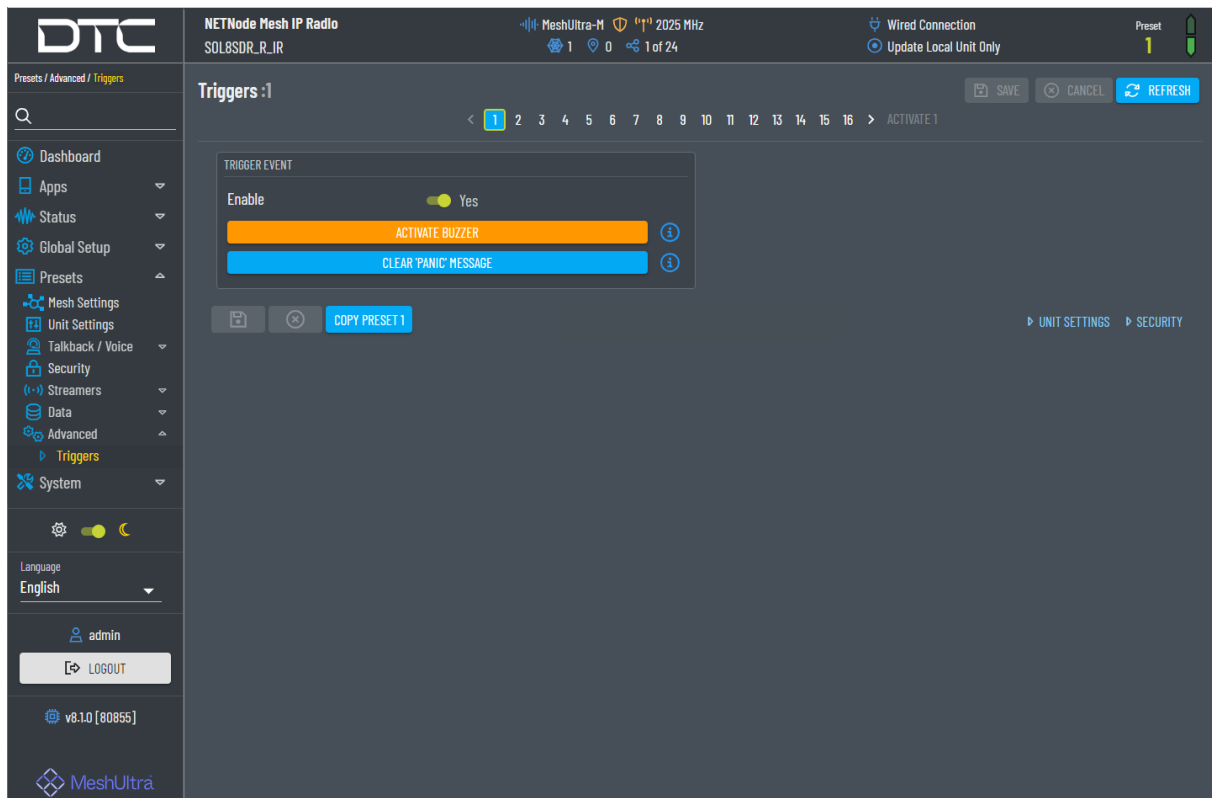 DTC
NETNode Mesh IP Radio
SOL8SDR_R_IR
MeshUltra-M 2025 MHz
1 0 1 of 24
Wired Connection
Update Local Unit Only
Preset
1
Presets / Advanced / Triggers
Dashboard
Apps
Status
Global Setup
Presets
Mesh Settings
Unit Settings
Talkback / Voice
Security
Streamers
Data
Advanced
Triggers
System
Language
English
admin
LOGOUT
v8.1.0 [80855]
MeshUltra
Triggers :1
SAVE CANCEL REFRESH
< 1 2 3 4 5 6 7 8 9 10 11 12 13 14 15 16 > ACTIVATE 1
TRIGGER EVENT
Enable Yes
ACTIVATE BUZZER
CLEAR 'PANIC' MESSAGE
COPY PRESET 1
UNIT SETTINGS SECURITY